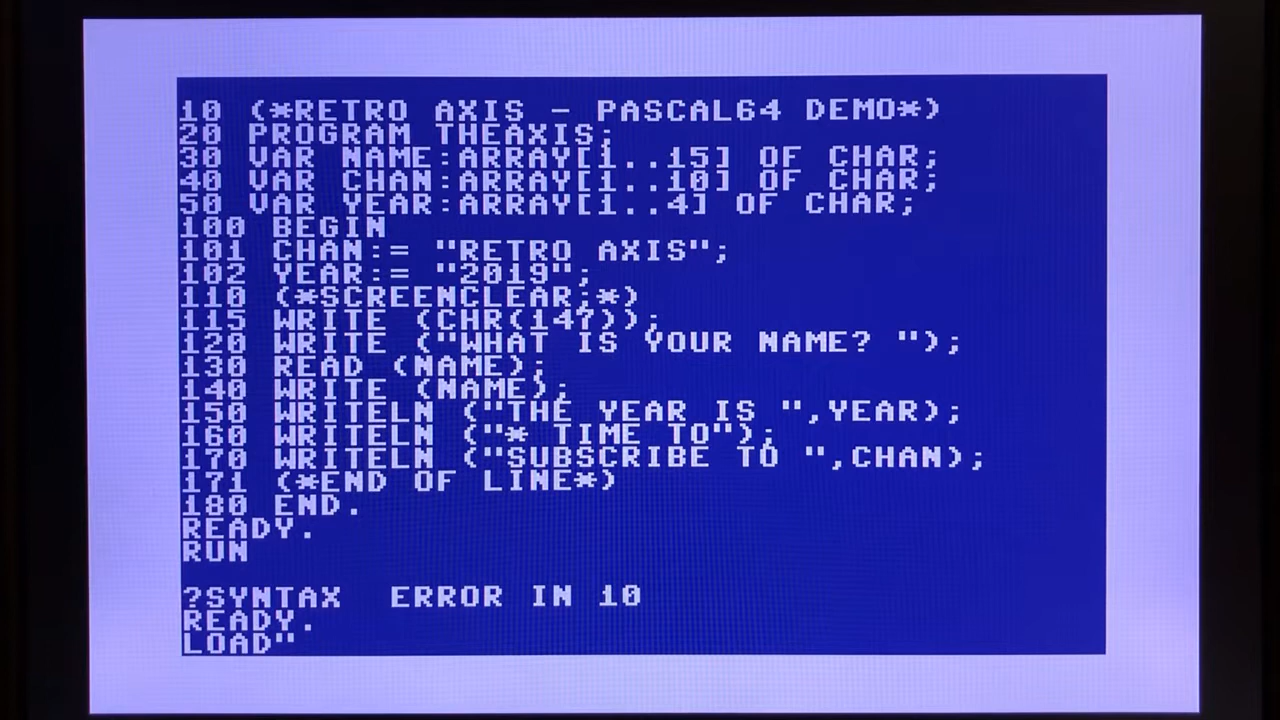 10 (*RETRO AXIS - PASCAL64 DEMO*)
20 PROGRAM THEAXIS;
30 VAR NAME:ARRAY[1..15] OF CHAR;
40 VAR CHAN:ARRAY[1..10] OF CHAR;
50 VAR YEAR:ARRAY[1..4] OF CHAR;
100 BEGIN
101 CHAN:= "RETRO AXIS";
102 YEAR:= "2019";
110 (*SCREENCLEAR;*)
115 WRITE (CHR(147));
120 WRITE ("WHAT IS YOUR NAME? ");
130 READ (NAME);
140 WRITE (NAME);
150 WRITELN ("THE YEAR IS ",YEAR);
160 WRITELN ("* TIME TO");
170 WRITELN ("SUBSCRIBE TO ",CHAN);
171 (*END OF LINE*)
180 END.
READY.
RUN
?SYNTAX  ERROR IN 10
READY.
LOAD"